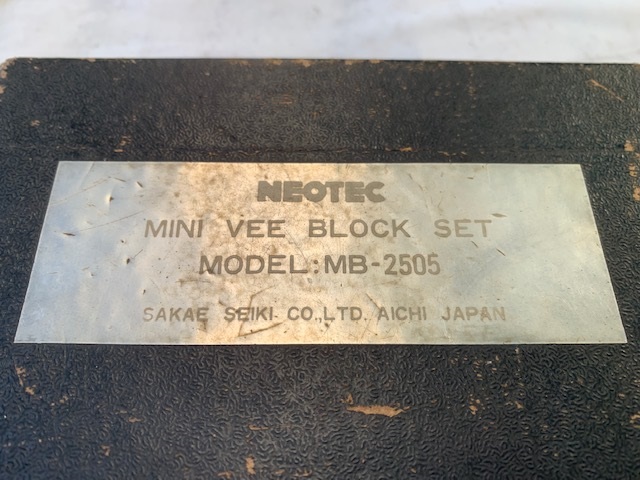 NEOTEC
MINI VEE BLOCK SET
MODEL: MB-2505
SAKAE SEIKI CO.,LTD. AICHI JAPAN